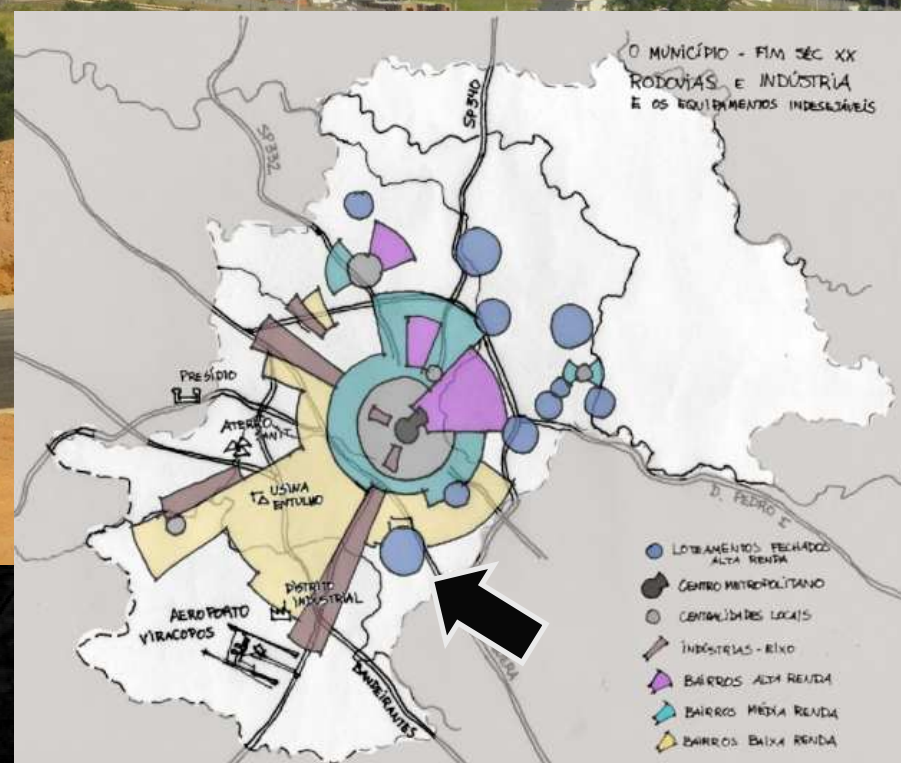 O MUNICÍPIO - FIM SÉC XX
RODOVIAS E INDÚSTRIA
E OS EQUIPAMENTOS INDESEJÁVEIS
SP332
SP340
PRESÍDIO
ATERRO
SANIT.
USINA
ENTULHO
DISTRITO
INDUSTRIAL
AEROPORTO
VIRACOPOS
BANDEIRANTES
D. PEDRO I
LOTEAMENTOS FECHADOS
ALTA RENDA
CENTRO METROPOLITANO
CENTRALIDADES LOCAIS
INDÚSTRIAS - EIXO
BAIRROS ALTA RENDA
BAIRROS MÉDIA RENDA
BAIRROS BAIXA RENDA